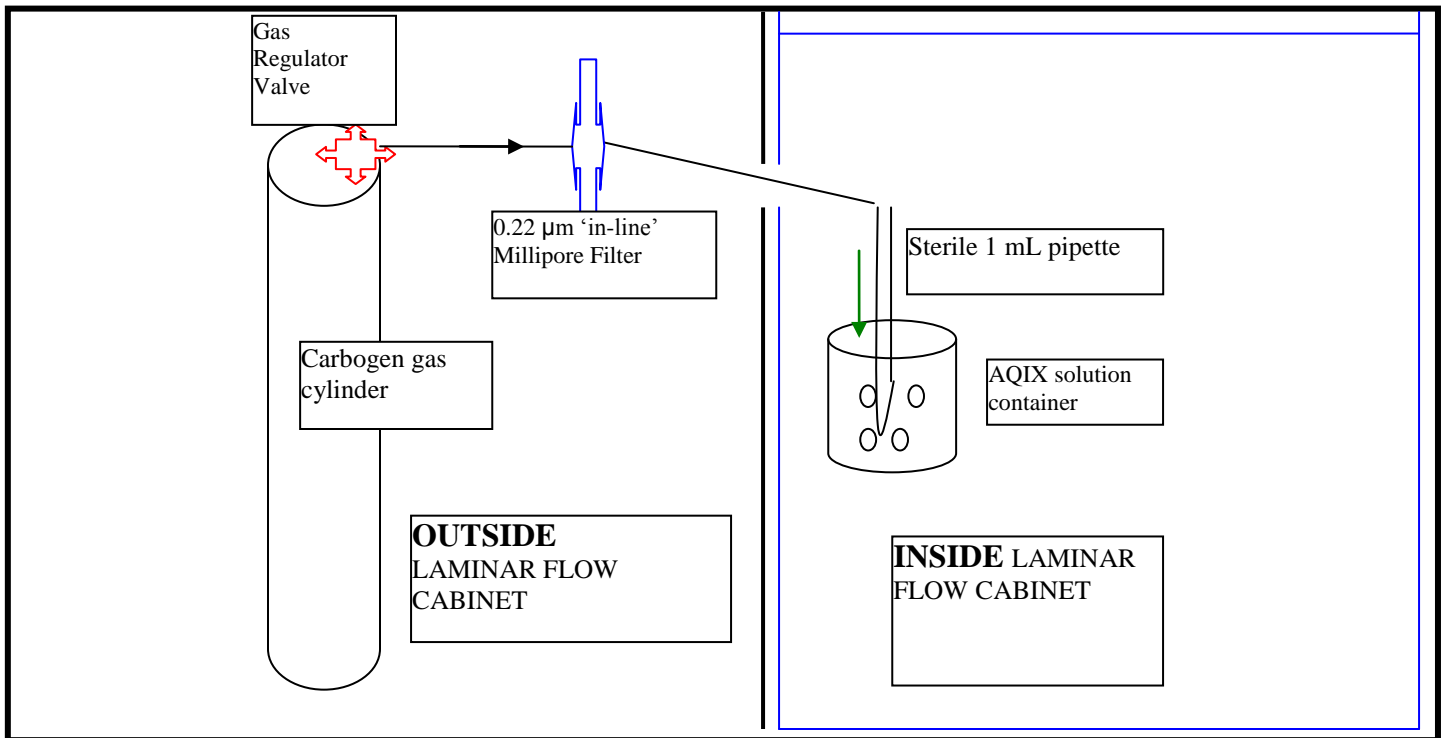 Gas
Regulator
Valve
0.22 µm ‘in-line’
Millipore Filter
Sterile 1 mL pipette
Carbogen gas
cylinder
AQIX solution
container
OUTSIDE
LAMINAR FLOW
CABINET
INSIDE LAMINAR
FLOW CABINET